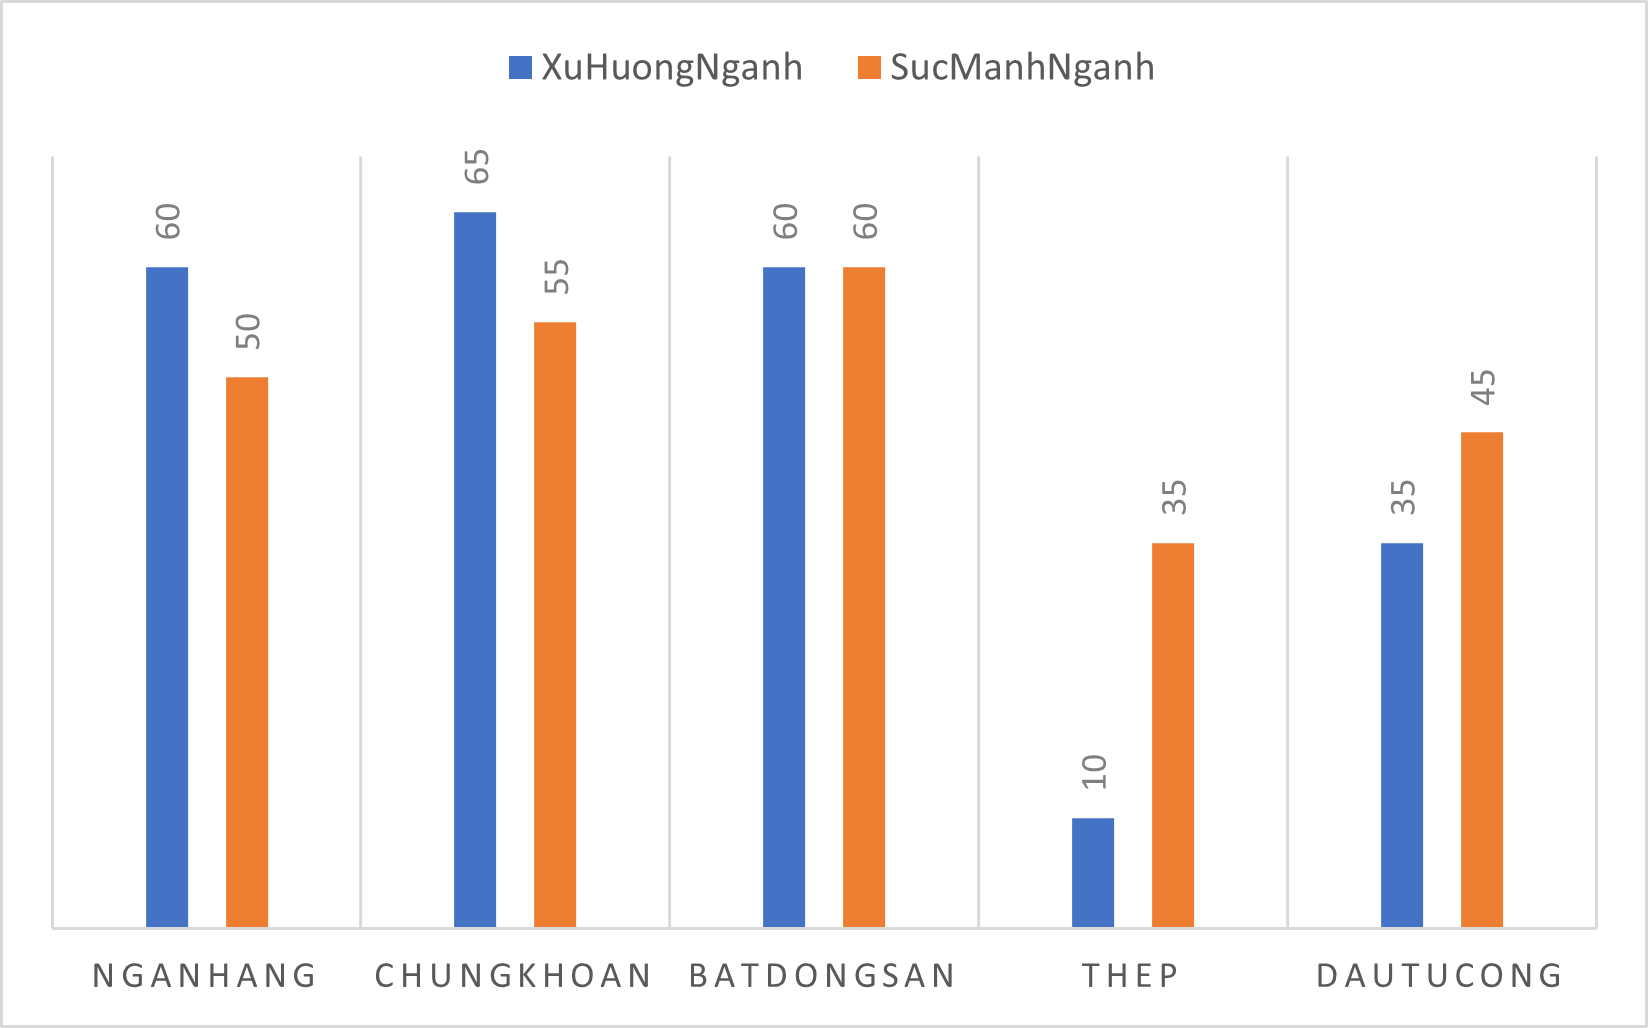 XuHuongNganh SucManhNganh
60 50 65 55 60 60 10 35 35 45
NGANHANG CHUNGKHOAN BATDONGSAN THEP DAUTUCONG